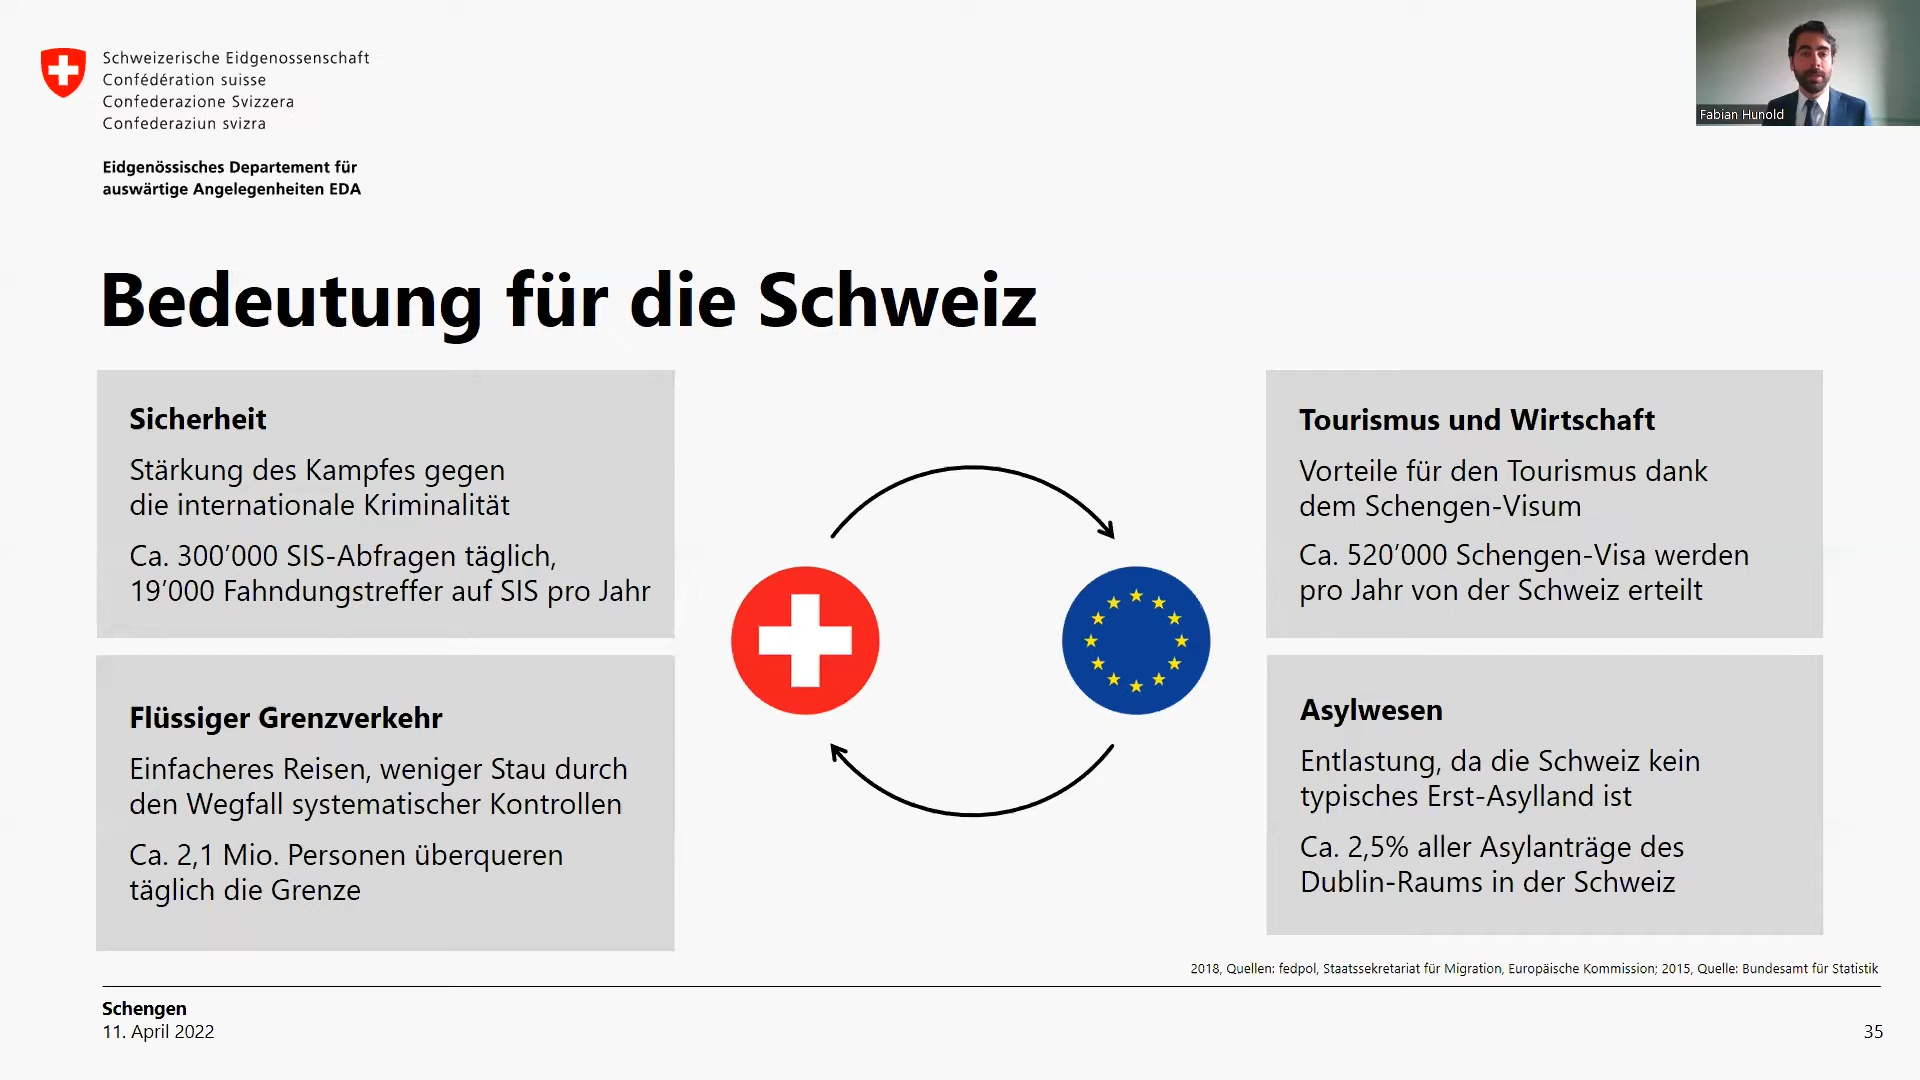 Schweizerische Eidgenossenschaft
Confédération suisse
Confederazione Svizzera
Confederaziun svizra
Eidgenössisches Departement für
auswärtige Angelegenheiten EDA
Fabian Hunold
Bedeutung für die Schweiz
Sicherheit
Stärkung des Kampfes gegen
die internationale Kriminalität
Ca. 300’000 SIS-Abfragen täglich,
19’000 Fahndungstreffer auf SIS pro Jahr
Tourismus und Wirtschaft
Vorteile für den Tourismus dank
dem Schengen-Visum
Ca. 520’000 Schengen-Visa werden
pro Jahr von der Schweiz erteilt
Flüssiger Grenzverkehr
Einfacheres Reisen, weniger Stau durch
den Wegfall systematischer Kontrollen
Ca. 2,1 Mio. Personen überqueren
täglich die Grenze
Asylwesen
Entlastung, da die Schweiz kein
typisches Erst-Asylland ist
Ca. 2,5% aller Asylanträge des
Dublin-Raums in der Schweiz
2018, Quellen: fedpol, Staatssekretariat für Migration, Europäische Kommission; 2015, Quelle: Bundesamt für Statistik
Schengen
11. April 2022
35